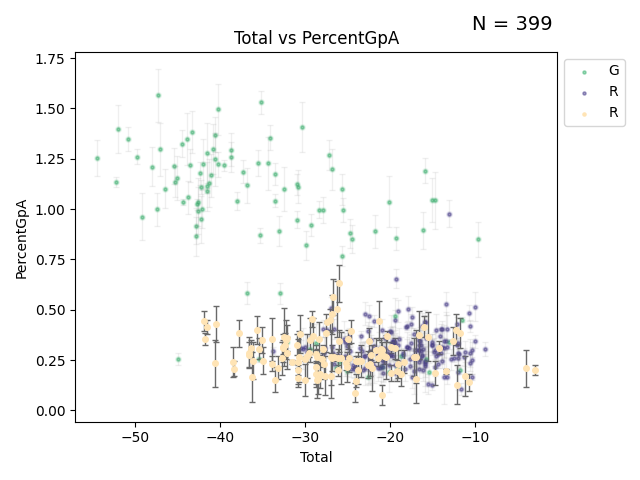 N = 399
Total vs PercentGpA
G
R
R
1.75
1.50
1.25
1.00
0.75
0.50
0.25
0.00
PercentGpA
−50
−40
−30
−20
−10
Total